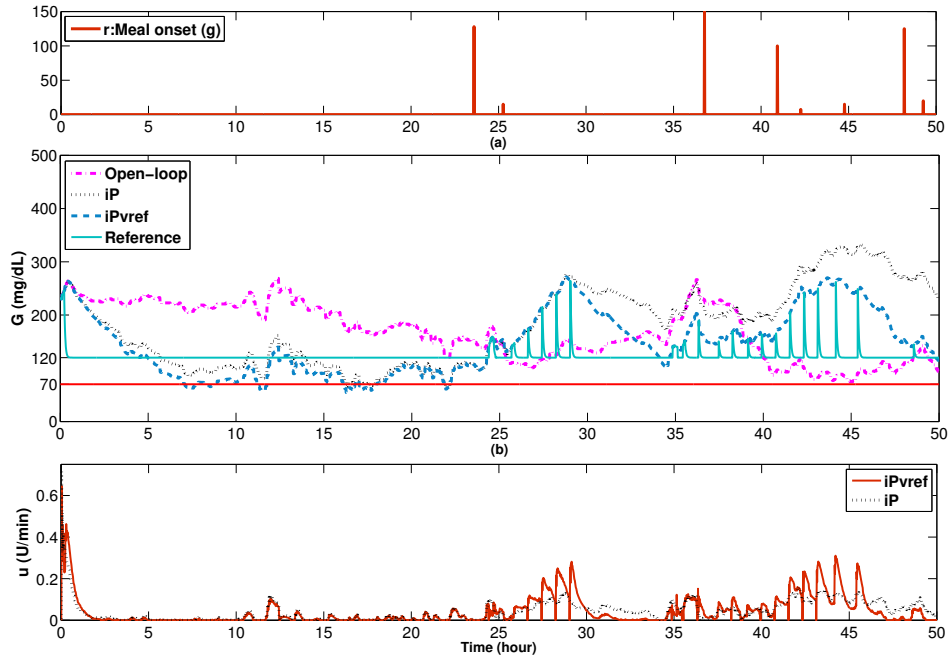 150
100
50
0
r:Meal onset (g)
0 5 10 15 20 25 30 35 40 45 50
(a)
G (mg/dL)
500
400
300
200
120
70
0
Open−loop
iP
iPvref
Reference
0 5 10 15 20 25 30 35 40 45 50
(b)
u (U/min)
0.6
0.4
0.2
0
iPvref
iP
0 5 10 15 20 25 30 35 40 45 50
Time (hour)